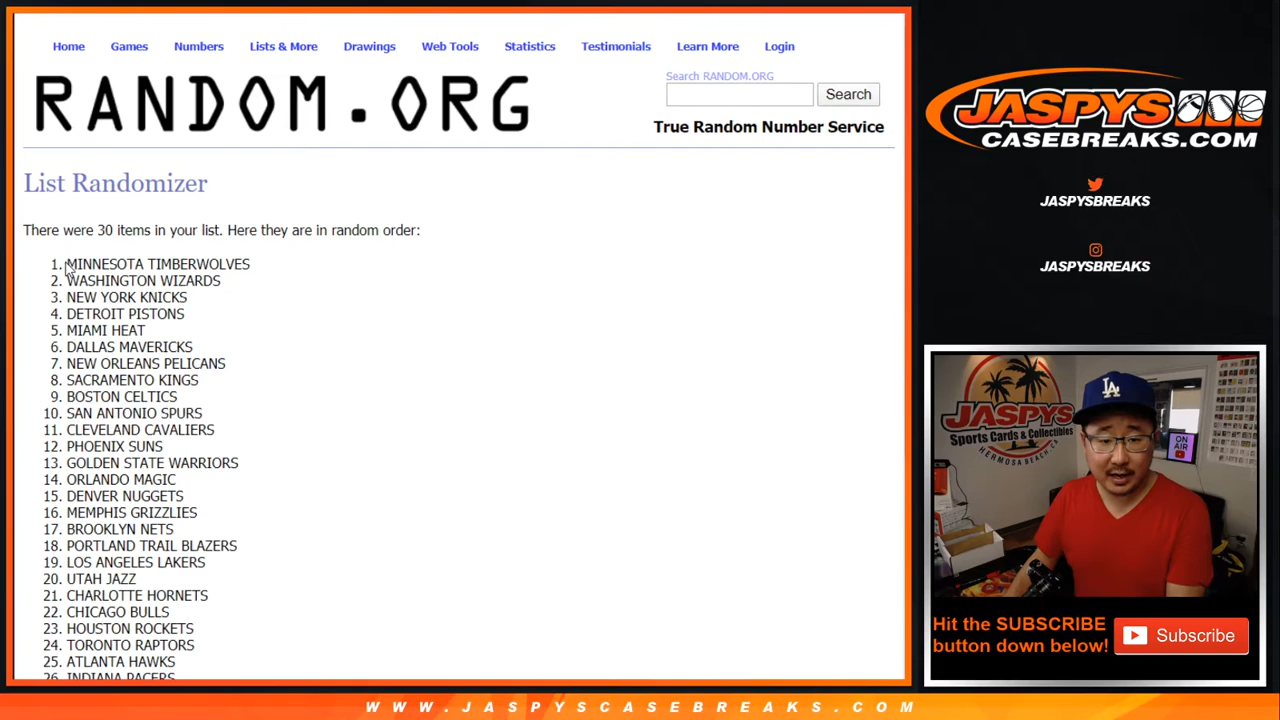 Home Games Numbers Lists & More Drawings Web Tools Statistics Testimonials Learn More Login
RANDOM.ORG
Search RANDOM.ORG
Search
True Random Number Service
List Randomizer
There were 30 items in your list. Here they are in random order:
1. MINNESOTA TIMBERWOLVES
2. WASHINGTON WIZARDS
3. NEW YORK KNICKS
4. DETROIT PISTONS
5. MIAMI HEAT
6. DALLAS MAVERICKS
7. NEW ORLEANS PELICANS
8. SACRAMENTO KINGS
9. BOSTON CELTICS
10. SAN ANTONIO SPURS
11. CLEVELAND CAVALIERS
12. PHOENIX SUNS
13. GOLDEN STATE WARRIORS
14. ORLANDO MAGIC
15. DENVER NUGGETS
16. MEMPHIS GRIZZLIES
17. BROOKLYN NETS
18. PORTLAND TRAIL BLAZERS
19. LOS ANGELES LAKERS
20. UTAH JAZZ
21. CHARLOTTE HORNETS
22. CHICAGO BULLS
23. HOUSTON ROCKETS
24. TORONTO RAPTORS
25. ATLANTA HAWKS
26. INDIANA PACERS
JASPYS
CASEBREAKS.COM
JASPYSBREAKS
JASPYSBREAKS
JASPYS
Sports Cards & Collectibles
HERMOSA BEACH, CA
LA
ON
AIR
Hit the SUBSCRIBE
button down below!
Subscribe
WWW.JASPYSCASEBREAKS.COM